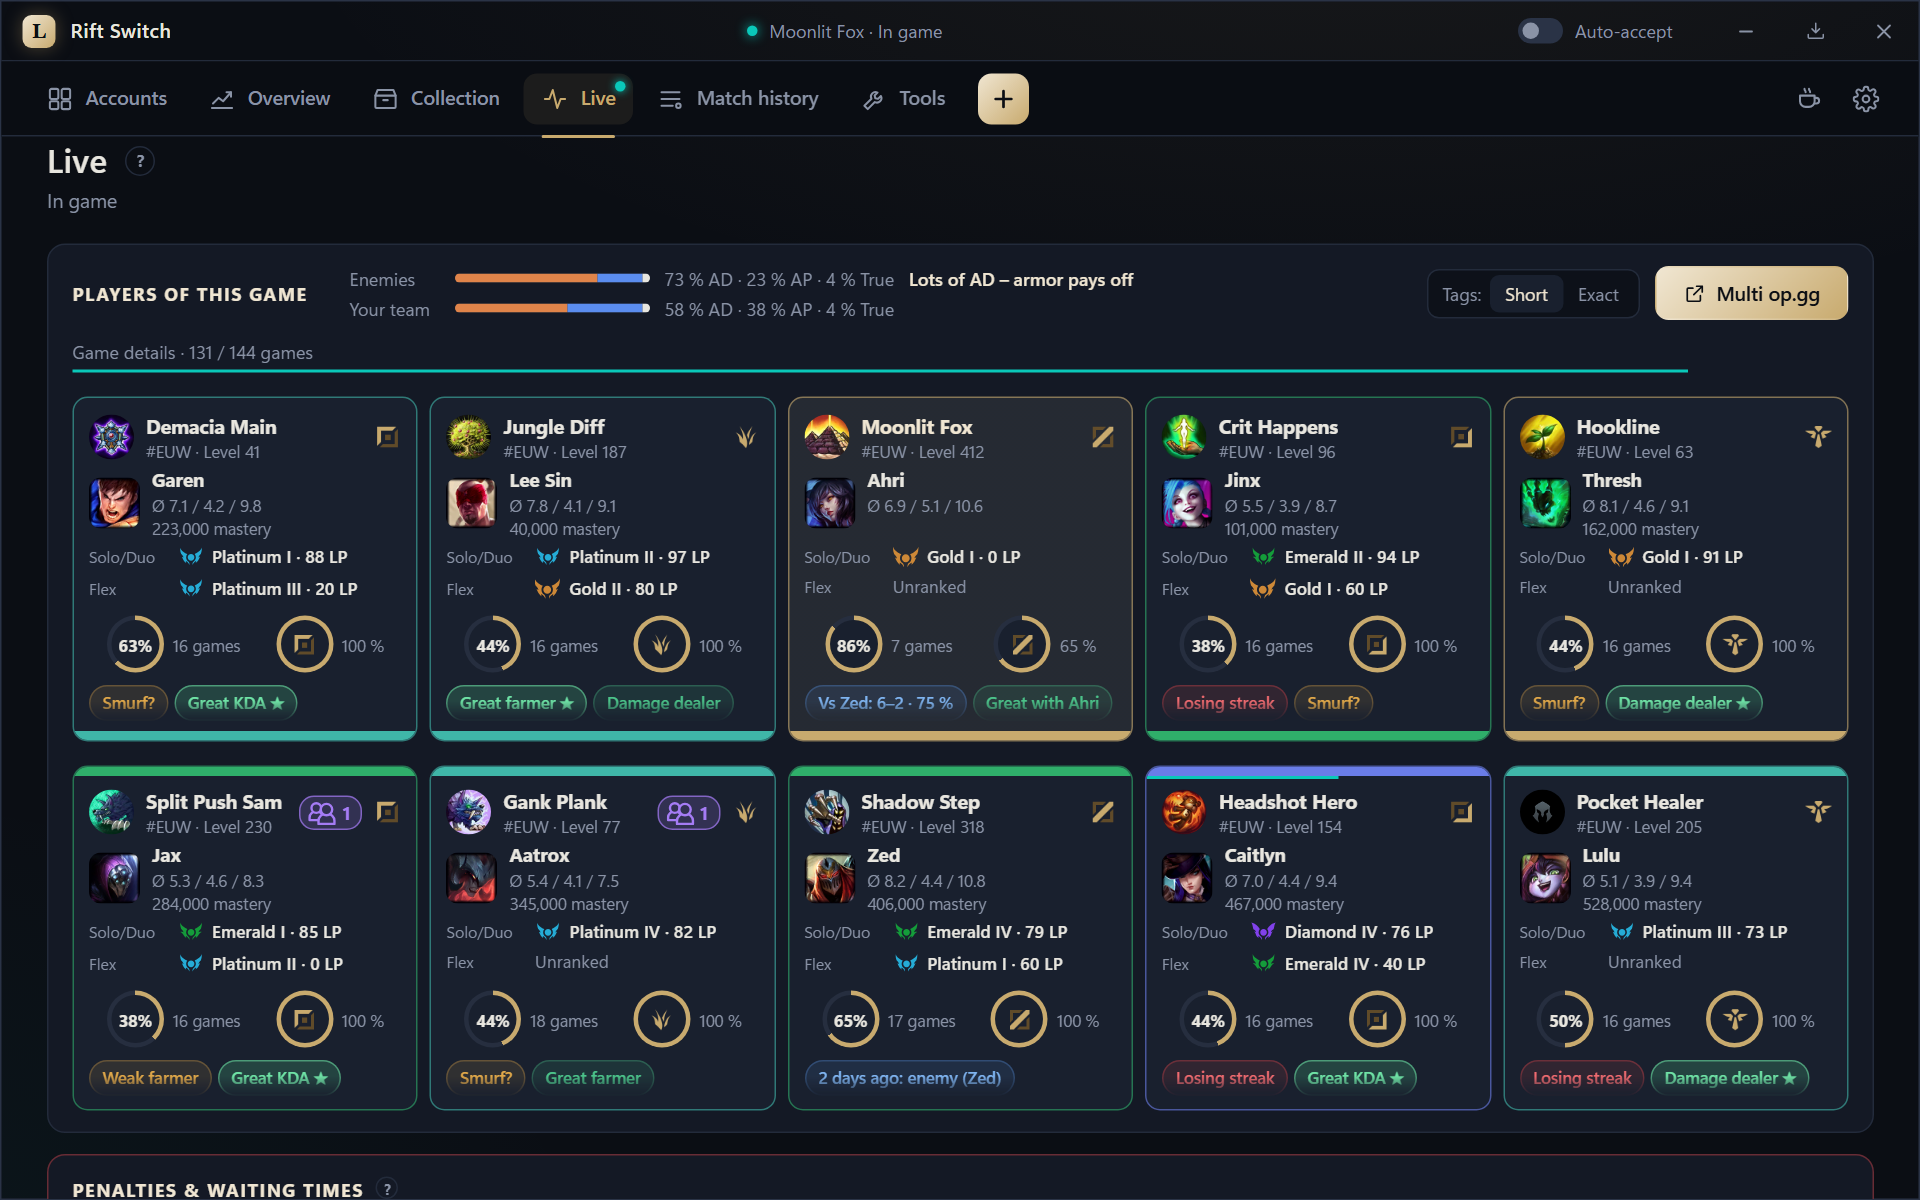 L Rift Switch
Moonlit Fox · In game
Auto-accept
Accounts
Overview
Collection
Live
Match history
Tools
+
Live ?
In game
PLAYERS OF THIS GAME
Enemies 73 % AD · 23 % AP · 4 % True Lots of AD – armor pays off
Your team 58 % AD · 38 % AP · 4 % True
Tags: Short Exact
Multi op.gg
Game details · 131 / 144 games
Demacia Main
#EUW · Level 41
Garen
Ø 7.1 / 4.2 / 9.8
223,000 mastery
Solo/Duo Platinum I · 88 LP
Flex Platinum III · 20 LP
63% 16 games 100 %
Smurf? Great KDA ★
Jungle Diff
#EUW · Level 187
Lee Sin
Ø 7.8 / 4.1 / 9.1
40,000 mastery
Solo/Duo Platinum II · 97 LP
Flex Gold II · 80 LP
44% 16 games 100 %
Great farmer ★ Damage dealer
Moonlit Fox
#EUW · Level 412
Ahri
Ø 6.9 / 5.1 / 10.6
Solo/Duo Gold I · 0 LP
Flex Unranked
86% 7 games 65 %
Vs Zed: 6–2 · 75 % Great with Ahri
Crit Happens
#EUW · Level 96
Jinx
Ø 5.5 / 3.9 / 8.7
101,000 mastery
Solo/Duo Emerald II · 94 LP
Flex Gold I · 60 LP
38% 16 games 100 %
Losing streak Smurf?
Hookline
#EUW · Level 63
Thresh
Ø 8.1 / 4.6 / 9.1
162,000 mastery
Solo/Duo Gold I · 91 LP
Flex Unranked
44% 16 games 100 %
Smurf? Damage dealer ★
Split Push Sam 1
#EUW · Level 230
Jax
Ø 5.3 / 4.6 / 8.3
284,000 mastery
Solo/Duo Emerald I · 85 LP
Flex Platinum II · 0 LP
38% 16 games 100 %
Weak farmer Great KDA ★
Gank Plank 1
#EUW · Level 77
Aatrox
Ø 5.4 / 4.1 / 7.5
345,000 mastery
Solo/Duo Platinum IV · 82 LP
Flex Unranked
44% 18 games 100 %
Smurf? Great farmer
Shadow Step
#EUW · Level 318
Zed
Ø 8.2 / 4.4 / 10.8
406,000 mastery
Solo/Duo Emerald IV · 79 LP
Flex Platinum I · 60 LP
65% 17 games 100 %
2 days ago: enemy (Zed)
Headshot Hero
#EUW · Level 154
Caitlyn
Ø 7.0 / 4.4 / 9.4
467,000 mastery
Solo/Duo Diamond IV · 76 LP
Flex Emerald IV · 40 LP
44% 16 games 100 %
Losing streak Great KDA ★
Pocket Healer
#EUW · Level 205
Lulu
Ø 5.1 / 3.9 / 9.4
528,000 mastery
Solo/Duo Platinum III · 73 LP
Flex Unranked
50% 16 games 100 %
Losing streak Damage dealer ★
PENALTIES & WAITING TIMES ?